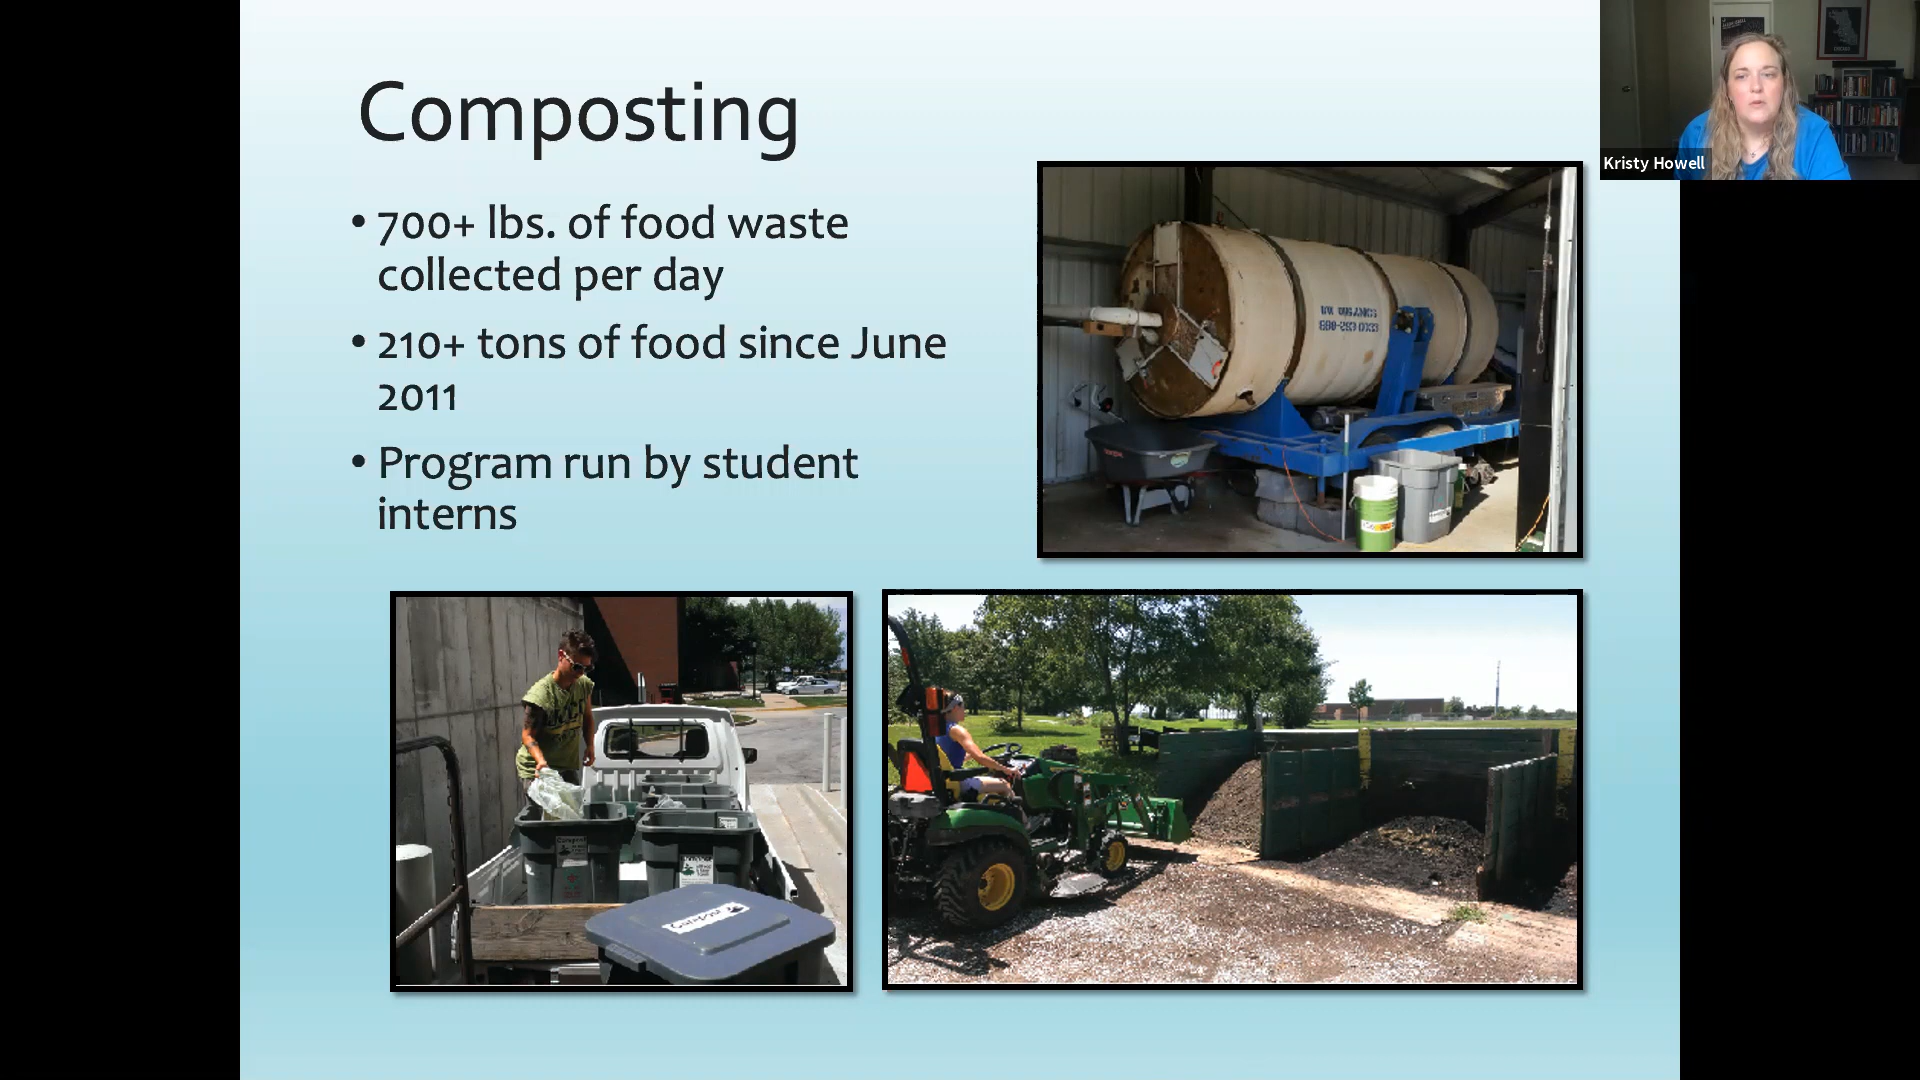 Composting
• 700+ lbs. of food waste
collected per day
• 210+ tons of food since June
2011
• Program run by student
interns
Kristy Howell
Compost